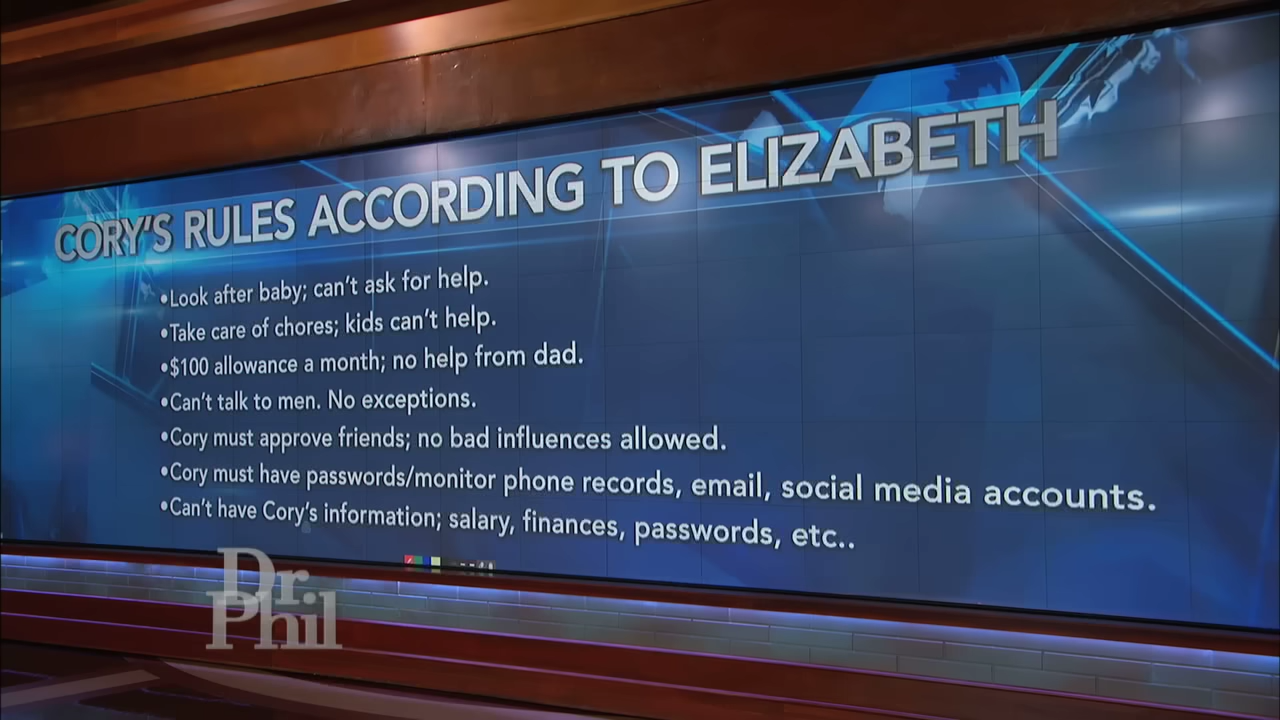 CORY'S RULES ACCORDING TO ELIZABETH
•Look after baby; can't ask for help.
•Take care of chores; kids can't help.
•$100 allowance a month; no help from dad.
•Can't talk to men. No exceptions.
•Cory must approve friends; no bad influences allowed.
•Cory must have passwords/monitor phone records, email, social media accounts.
•Can't have Cory's information; salary, finances, passwords, etc..
Dr.
Phil